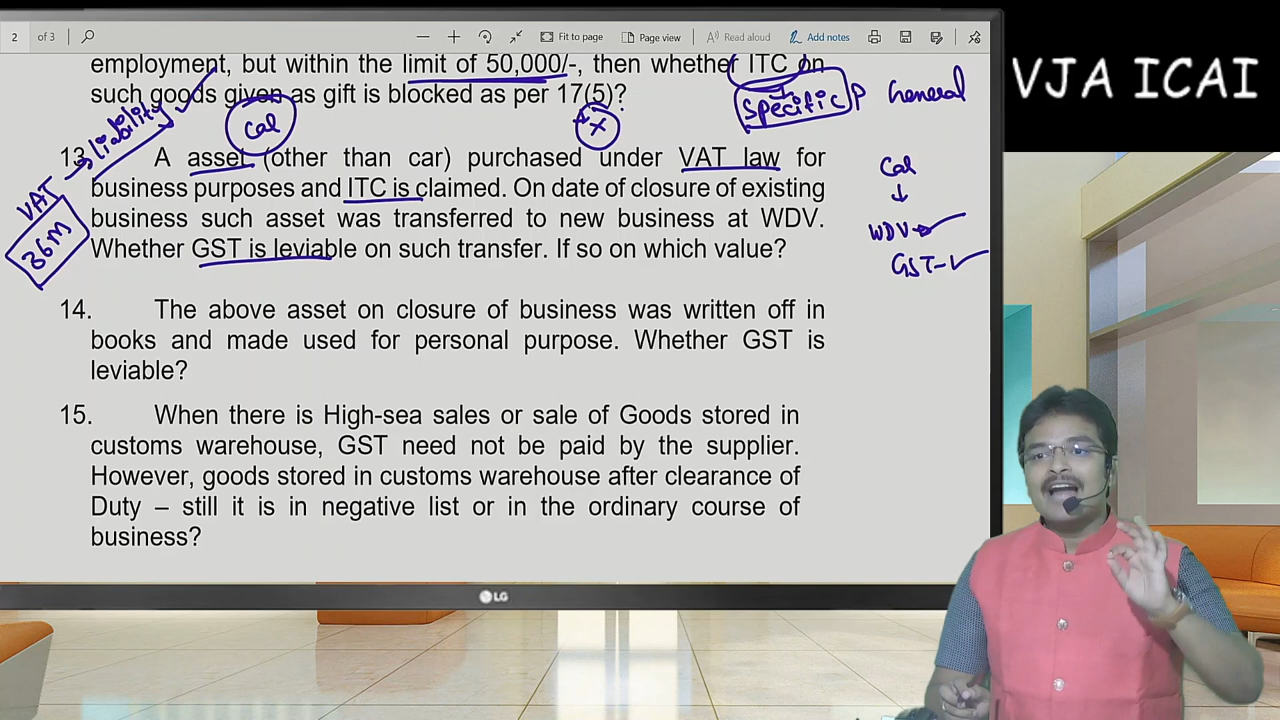 2 of 3 Fit to page Page view Read aloud Add notes
VJA ICAI
employment, but within the limit of 50,000/-, then whether ITC on
such goods given as gift is blocked as per 17(5)?
specific General
Cal
X
VAT → liability
36M
13. A asset (other than car) purchased under VAT law for
business purposes and ITC is claimed. On date of closure of existing
business such asset was transferred to new business at WDV.
Whether GST is leviable on such transfer. If so on which value?
Cal
↓
WDV
GST
14. The above asset on closure of business was written off in
books and made used for personal purpose. Whether GST is
leviable?
15. When there is High-sea sales or sale of Goods stored in
customs warehouse, GST need not be paid by the supplier.
However, goods stored in customs warehouse after clearance of
Duty – still it is in negative list or in the ordinary course of
business?
LG